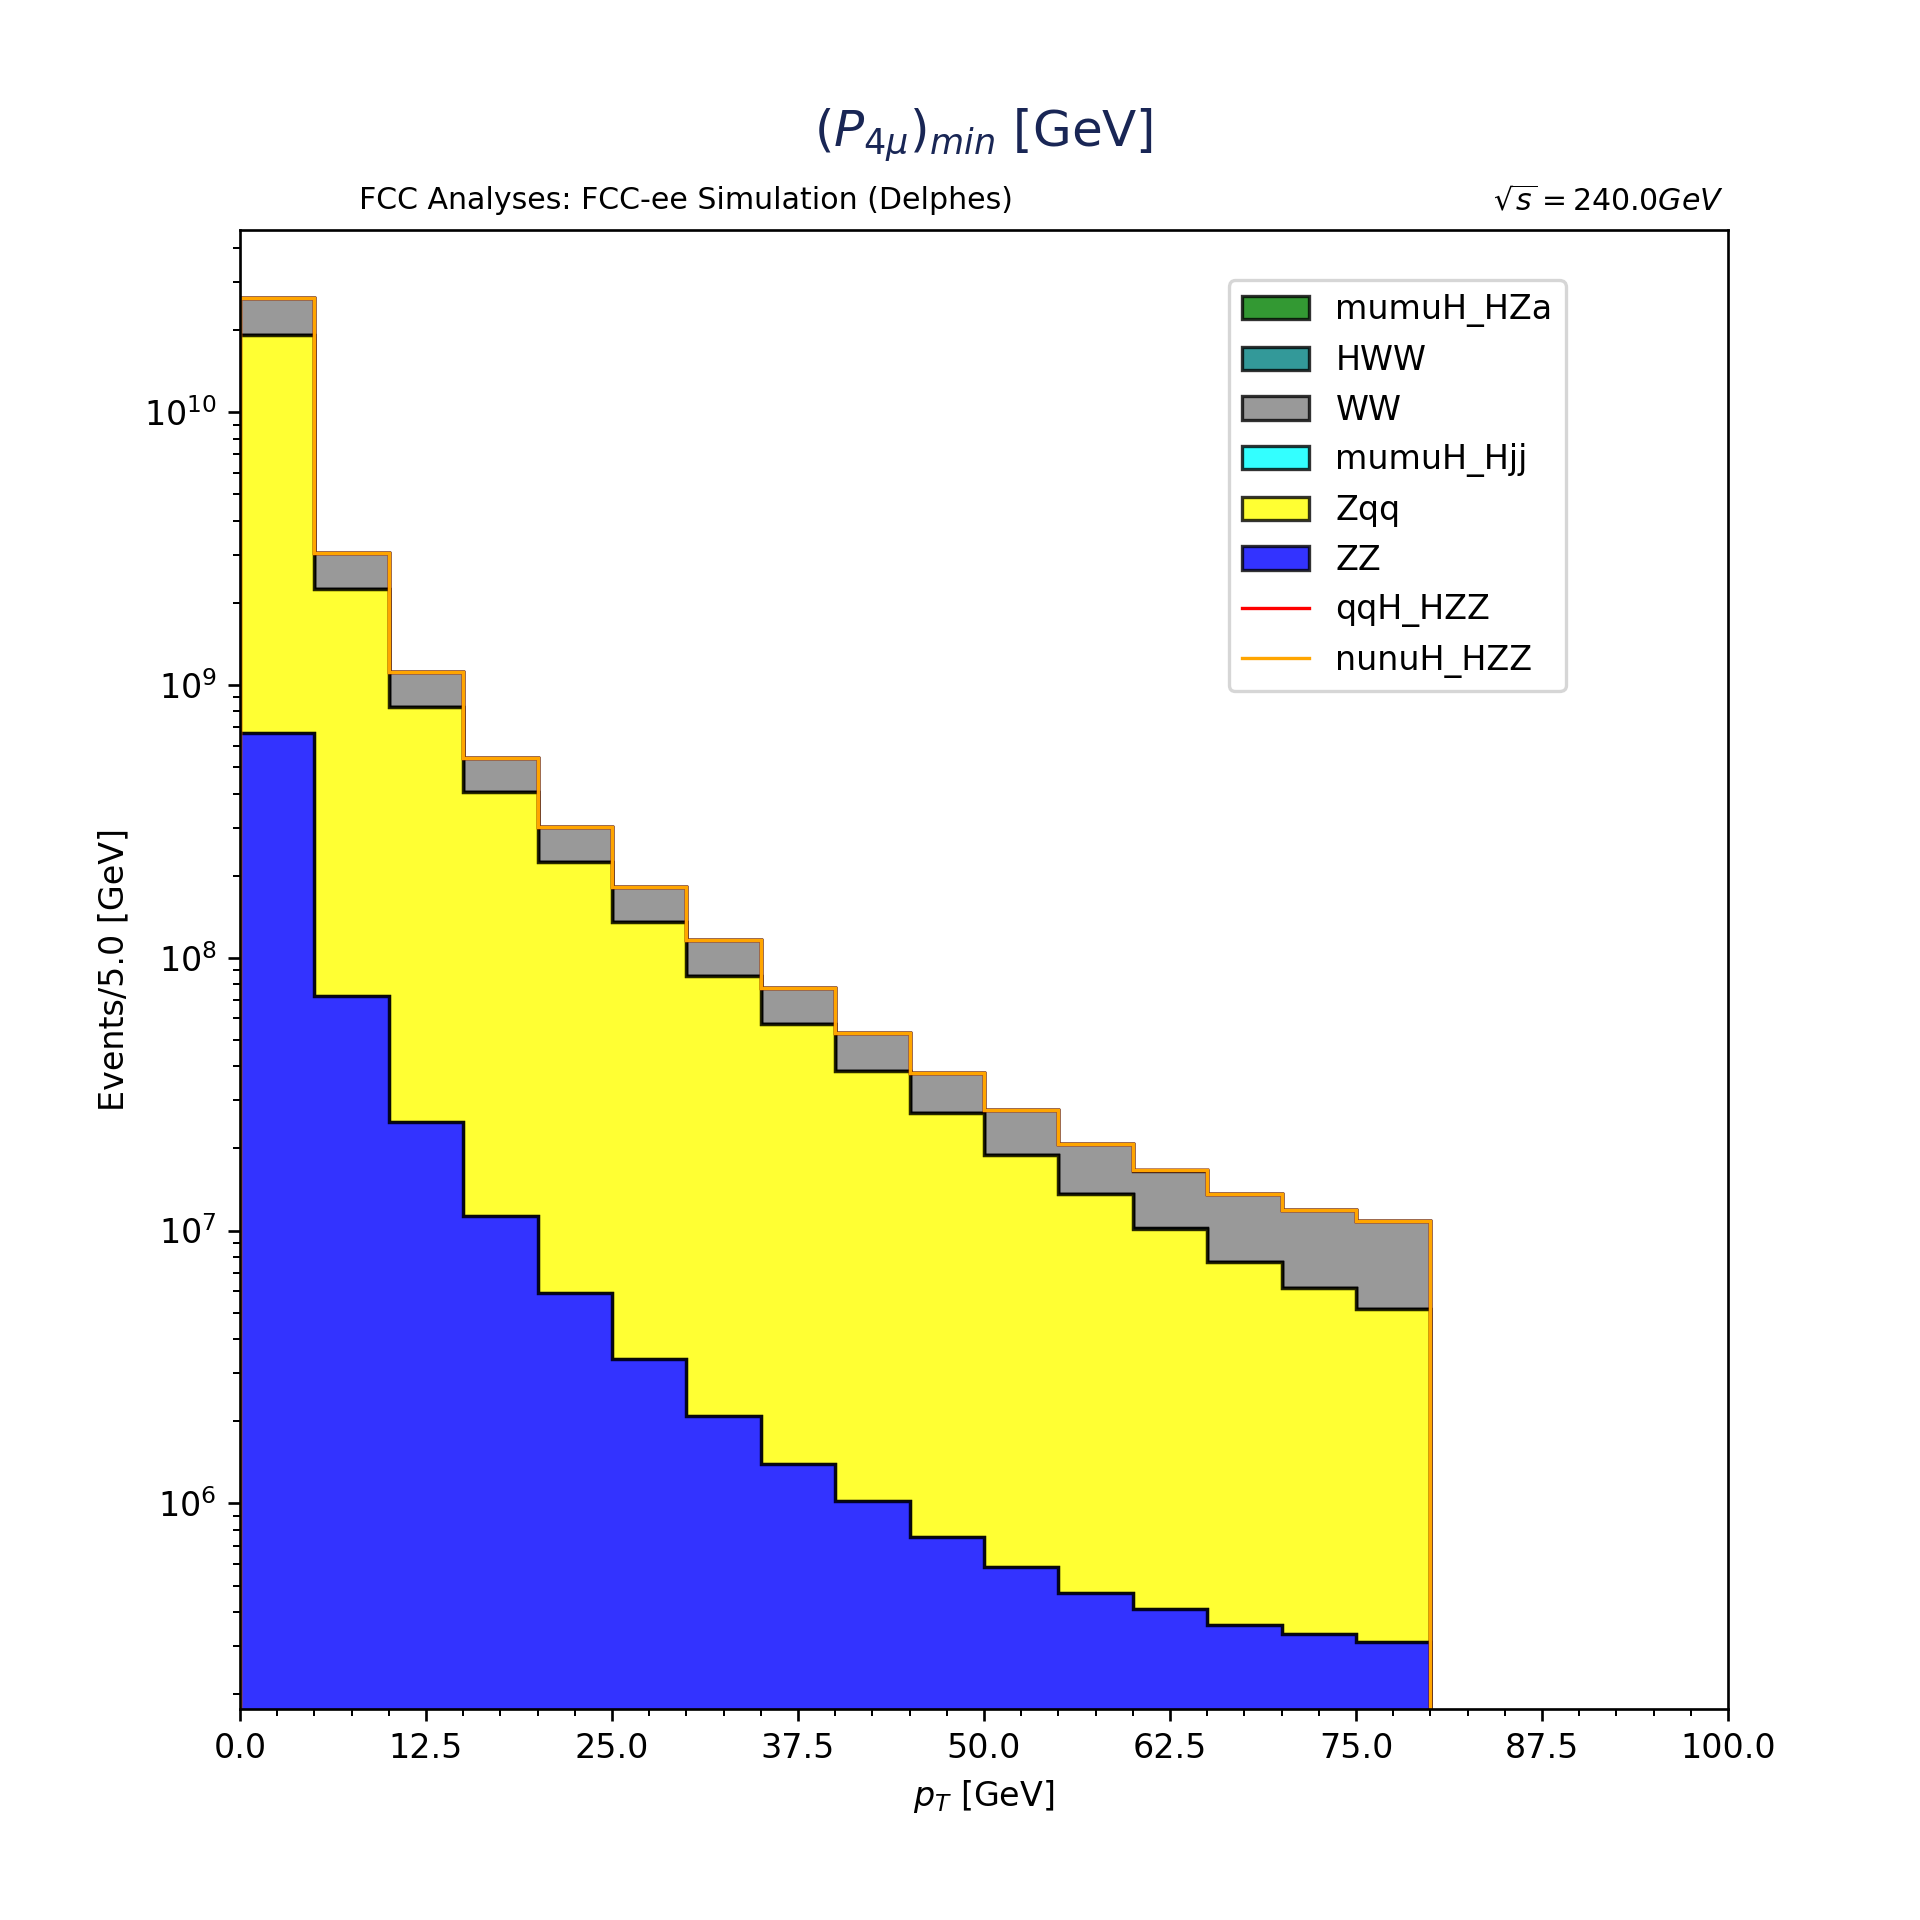 (P4μ)min [GeV]
FCC Analyses: FCC-ee Simulation (Delphes)
√s = 240.0GeV
mumuH_HZa
HWW
WW
mumuH_Hjj
Zqq
ZZ
qqH_HZZ
nunuH_HZZ
10^10
10^9
10^8
10^7
10^6
Events/5.0 [GeV]
0.0 12.5 25.0 37.5 50.0 62.5 75.0 87.5 100.0
pT [GeV]